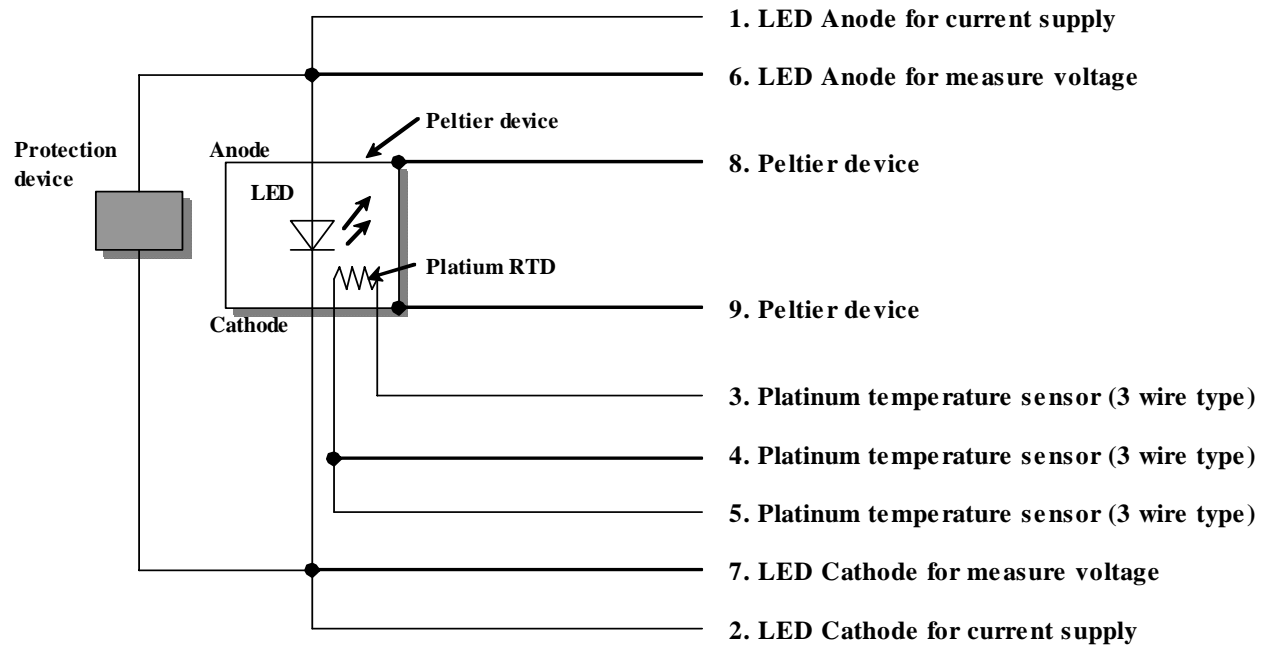 1. LED Anode for current supply
6. LED Anode for measure voltage
Peltier device
Protection
device
Anode
8. Peltier device
LED
Platium RTD
9. Peltier device
Cathode
3. Platinum temperature sensor (3 wire type)
4. Platinum temperature sensor (3 wire type)
5. Platinum temperature sensor (3 wire type)
7. LED Cathode for measure voltage
2. LED Cathode for current supply